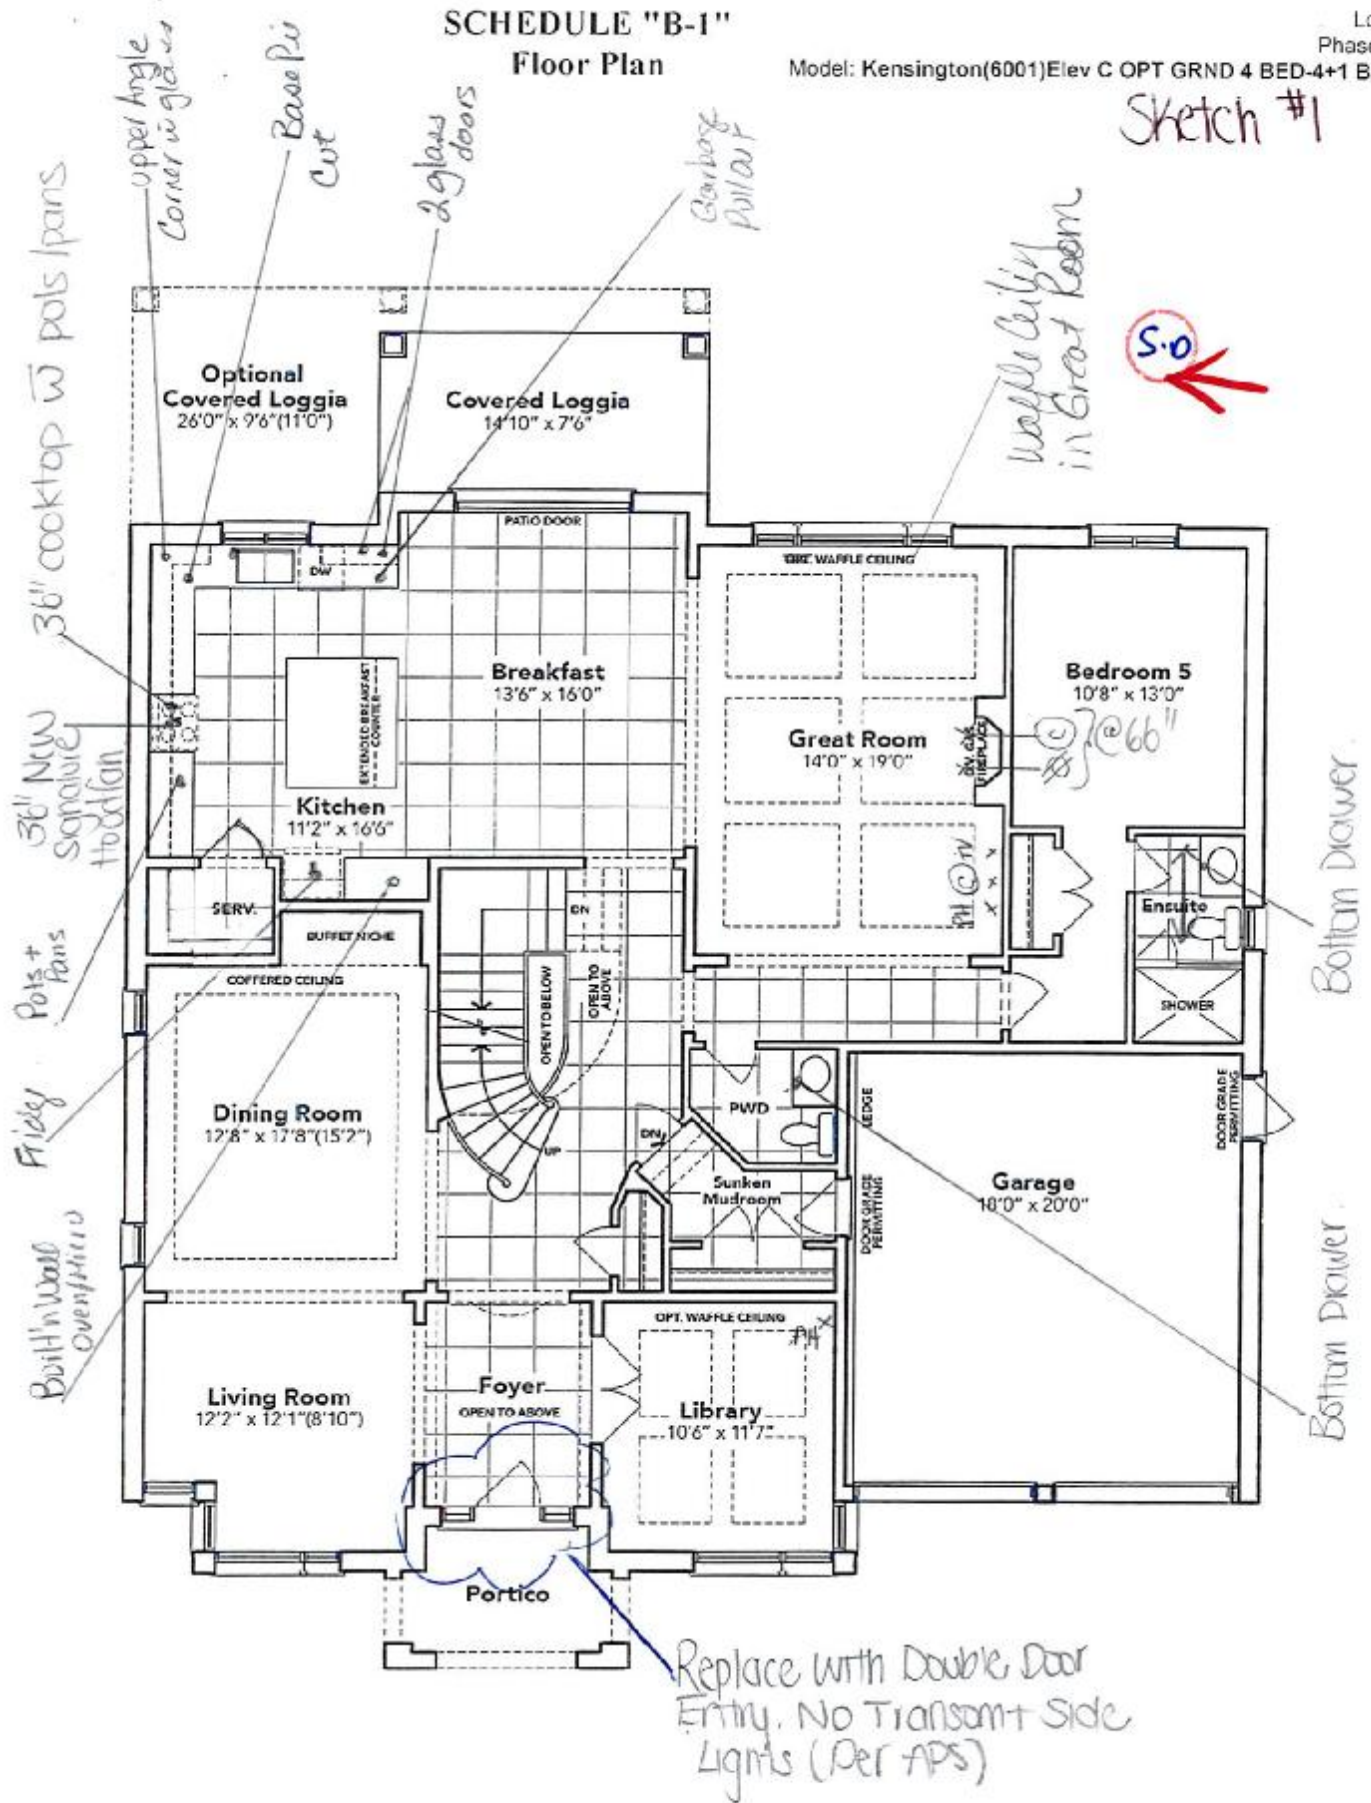 SCHEDULE "B-1"
Floor Plan
Lo
Phase
Model: Kensington(6001)Elev C OPT GRND 4 BED-4+1 B
Sketch #1
upper Angle
Corner w glass
Base Pie
Cut
2 glass
doors
Garbage
Pullout
36" cooktop w̄ pots/pans
Waffle Ceiling
in Great Room
S.D
Optional
Covered Loggia
26'0" x 9'6"(11'0")
Covered Loggia
14'10" x 7'6"
PATIO DOOR
OPT. WAFFLE CEILING
DW
Breakfast
13'6" x 16'0"
EXTENDED BREAKFAST
COUNTER
Bedroom 5
10'8" x 13'0"
Great Room
14'0" x 19'0"
FIREPLACE
C
@66"
36" New
Signature
Hoodfan
Kitchen
11'2" x 16'6"
PH @ TV
x x x
Bottom Drawer
SERV.
BUFFET NICHE
DN
Ensuite
Pots +
Pans
COFFERED CEILING
OPEN TO BELOW
OPEN TO
ABOVE
SHOWER
Fridge
Dining Room
12'8" x 17'8"(15'2")
UP
DN
PWD
LEDGE
DOOR GRADE
PERMITTING
Sunken
Mudroom
DOOR GRADE
PERMITTING
Garage
18'0" x 20'0"
Built'n Wall
Oven/Micro
Bottom Drawer.
OPT. WAFFLE CEILING
PH x
Living Room
12'2" x 12'1"(8'10")
Foyer
OPEN TO ABOVE
Library
10'6" x 11'7"
Portico
Replace with Double Door
Entry. No Transom + Side
Lights (Per APS)